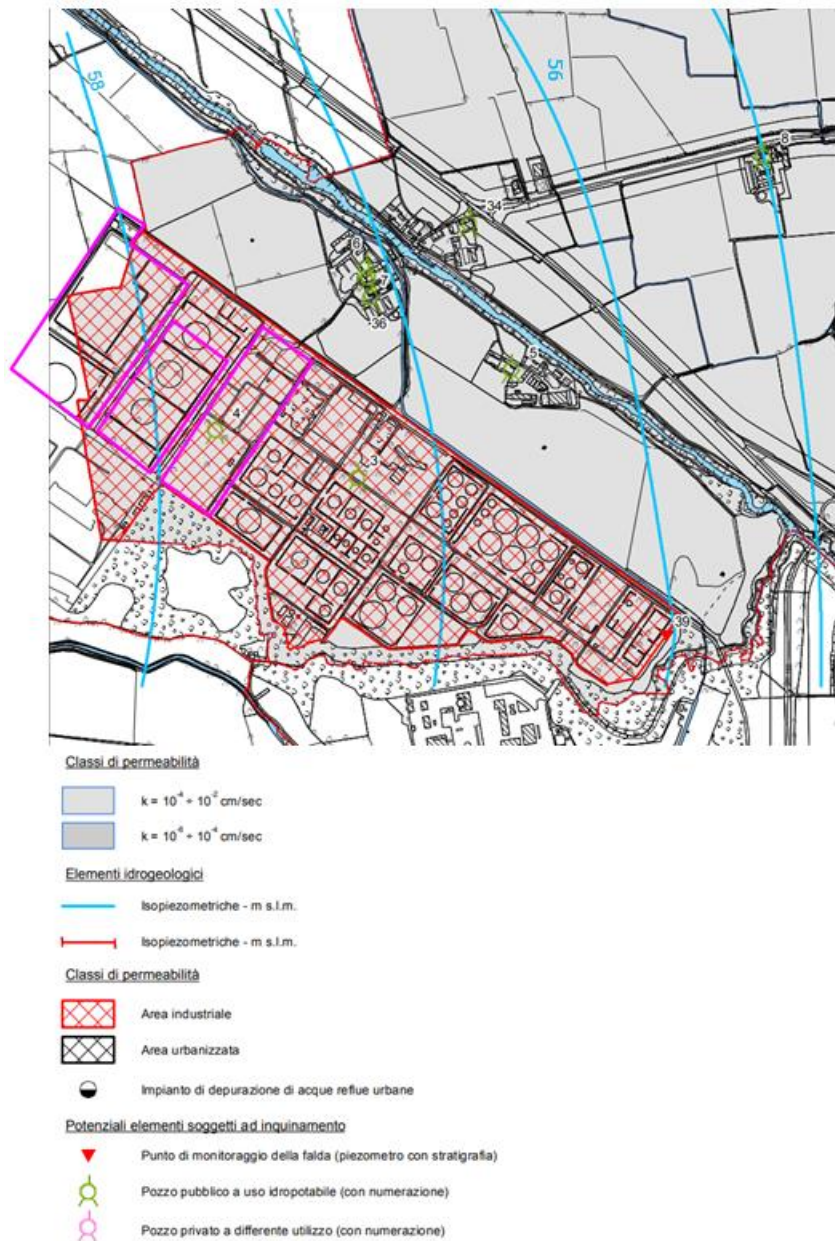 58
56
8
34
6
7
36
5
4
3
39
Classi di permeabilità
k = 10⁻⁴ ÷ 10⁻² cm/sec
k = 10⁻⁶ ÷ 10⁻⁴ cm/sec
Elementi idrogeologici
Isopiezometriche - m s.l.m.
Isopiezometriche - m s.l.m.
Classi di permeabilità
Area industriale
Area urbanizzata
Impianto di depurazione di acque reflue urbane
Potenziali elementi soggetti ad inquinamento
Punto di monitoraggio della falda (piezometro con stratigrafia)
Pozzo pubblico a uso idropotabile (con numerazione)
Pozzo privato a differente utilizzo (con numerazione)